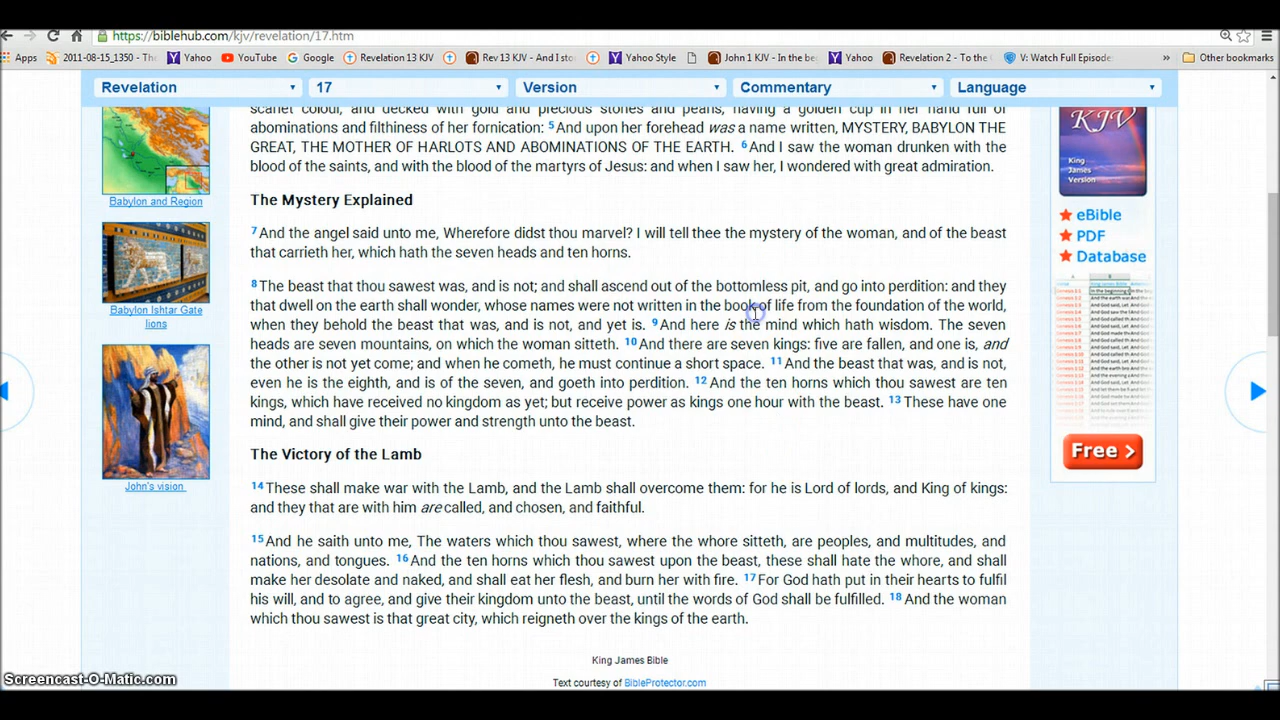 https://biblehub.com/kjv/revelation/17.htm
Apps 2011-08-15_1350 - Th Yahoo YouTube Google Revelation 13 KJV Rev 13 KJV - And I sto Yahoo Style John 1 KJV - In the be Yahoo Revelation 2 - To the C V: Watch Full Episode » Other bookmarks
Revelation 17 Version Commentary Language
scarlet colour, and decked with gold and precious stones and pearls, having a golden cup in her hand full of
abominations and filthiness of her fornication: 5 And upon her forehead was a name written, MYSTERY, BABYLON THE
GREAT, THE MOTHER OF HARLOTS AND ABOMINATIONS OF THE EARTH. 6 And I saw the woman drunken with the
blood of the saints, and with the blood of the martyrs of Jesus: and when I saw her, I wondered with great admiration.
The Mystery Explained
7 And the angel said unto me, Wherefore didst thou marvel? I will tell thee the mystery of the woman, and of the beast
that carrieth her, which hath the seven heads and ten horns.
8 The beast that thou sawest was, and is not; and shall ascend out of the bottomless pit, and go into perdition: and they
that dwell on the earth shall wonder, whose names were not written in the book of life from the foundation of the world,
when they behold the beast that was, and is not, and yet is. 9 And here is the mind which hath wisdom. The seven
heads are seven mountains, on which the woman sitteth. 10 And there are seven kings: five are fallen, and one is, and
the other is not yet come; and when he cometh, he must continue a short space. 11 And the beast that was, and is not,
even he is the eighth, and is of the seven, and goeth into perdition. 12 And the ten horns which thou sawest are ten
kings, which have received no kingdom as yet; but receive power as kings one hour with the beast. 13 These have one
mind, and shall give their power and strength unto the beast.
The Victory of the Lamb
14 These shall make war with the Lamb, and the Lamb shall overcome them: for he is Lord of lords, and King of kings:
and they that are with him are called, and chosen, and faithful.
15 And he saith unto me, The waters which thou sawest, where the whore sitteth, are peoples, and multitudes, and
nations, and tongues. 16 And the ten horns which thou sawest upon the beast, these shall hate the whore, and shall
make her desolate and naked, and shall eat her flesh, and burn her with fire. 17 For God hath put in their hearts to fulfil
his will, and to agree, and give their kingdom unto the beast, until the words of God shall be fulfilled. 18 And the woman
which thou sawest is that great city, which reigneth over the kings of the earth.
King James Bible
Text courtesy of BibleProtector.com
Babylon and Region
Babylon Ishtar Gate
lions
John's vision
KJV
King
James
Version
eBible
PDF
Database
Free >
Screencast-O-Matic.com